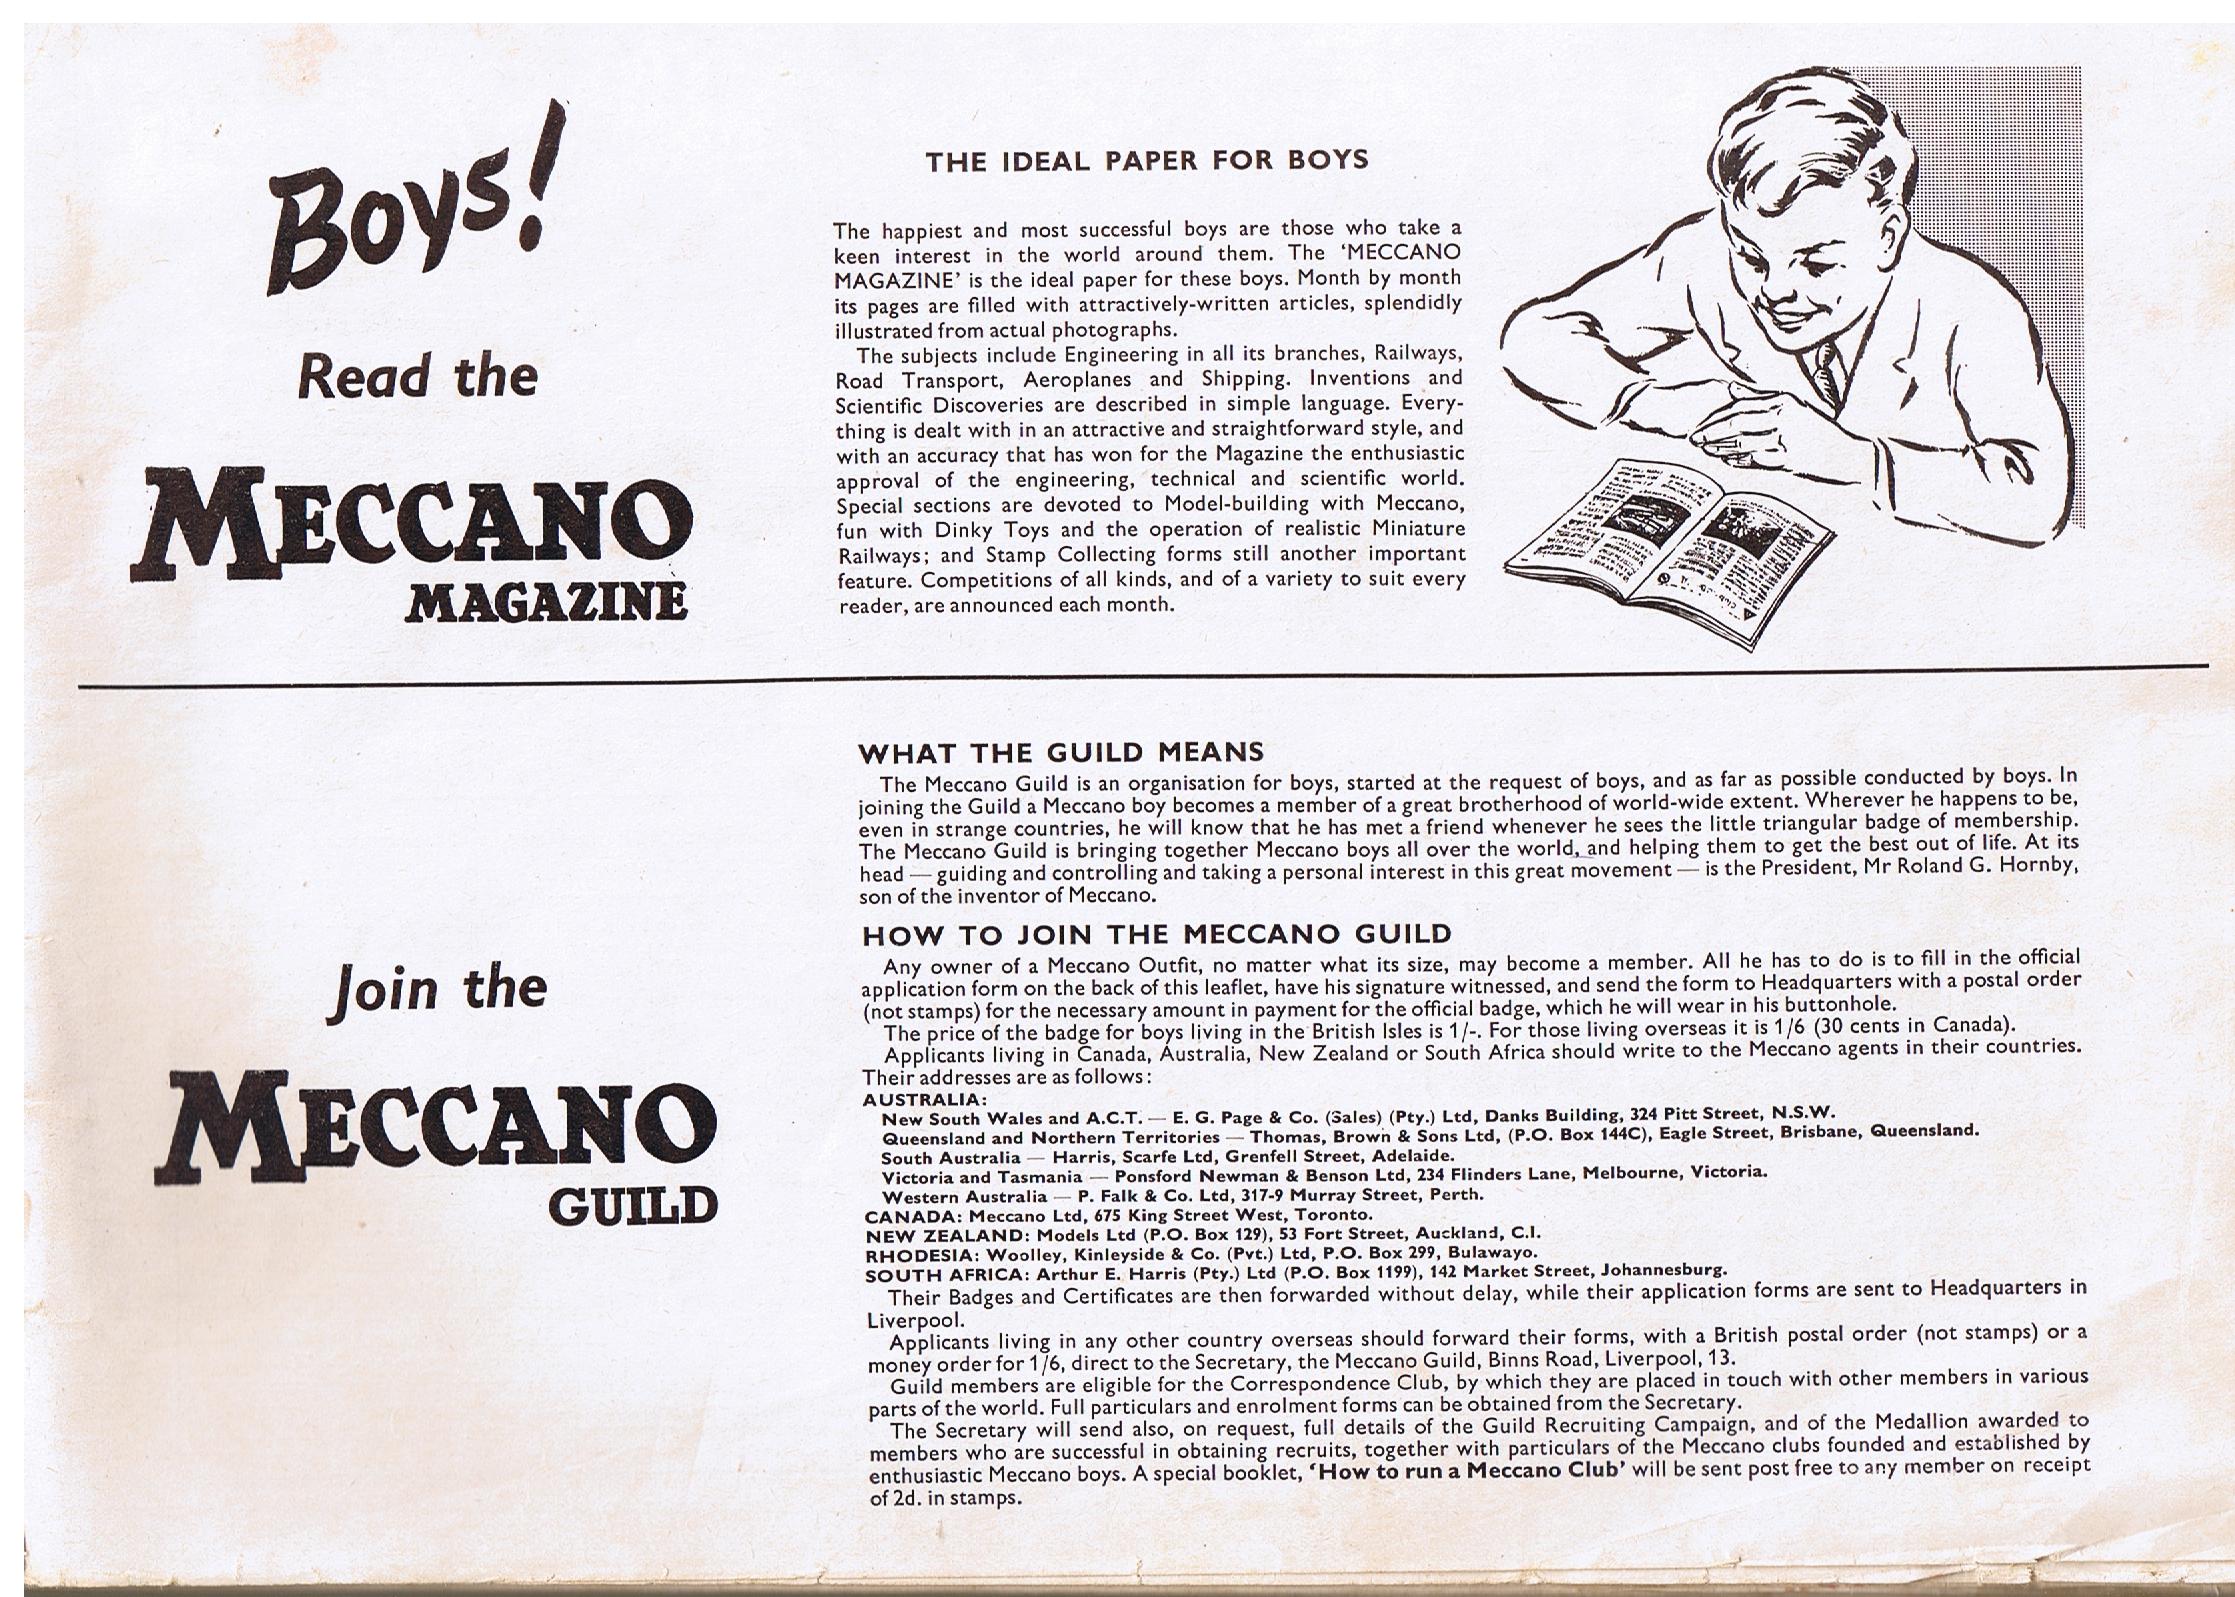 Boys!
Read the
MECCANO
MAGAZINE
THE IDEAL PAPER FOR BOYS
The happiest and most successful boys are those who take a
keen interest in the world around them. The ‘MECCANO
MAGAZINE’ is the ideal paper for these boys. Month by month
its pages are filled with attractively-written articles, splendidly
illustrated from actual photographs.
The subjects include Engineering in all its branches, Railways,
Road Transport, Aeroplanes and Shipping. Inventions and
Scientific Discoveries are described in simple language. Every-
thing is dealt with in an attractive and straightforward style, and
with an accuracy that has won for the Magazine the enthusiastic
approval of the engineering, technical and scientific world.
Special sections are devoted to Model-building with Meccano,
fun with Dinky Toys and the operation of realistic Miniature
Railways; and Stamp Collecting forms still another important
feature. Competitions of all kinds, and of a variety to suit every
reader, are announced each month.
Join the
MECCANO
GUILD
WHAT THE GUILD MEANS
The Meccano Guild is an organisation for boys, started at the request of boys, and as far as possible conducted by boys. In
joining the Guild a Meccano boy becomes a member of a great brotherhood of world-wide extent. Wherever he happens to be,
even in strange countries, he will know that he has met a friend whenever he sees the little triangular badge of membership.
The Meccano Guild is bringing together Meccano boys all over the world, and helping them to get the best out of life. At its
head — guiding and controlling and taking a personal interest in this great movement — is the President, Mr Roland G. Hornby,
son of the inventor of Meccano.
HOW TO JOIN THE MECCANO GUILD
Any owner of a Meccano Outfit, no matter what its size, may become a member. All he has to do is to fill in the official
application form on the back of this leaflet, have his signature witnessed, and send the form to Headquarters with a postal order
(not stamps) for the necessary amount in payment for the official badge, which he will wear in his buttonhole.
The price of the badge for boys living in the British Isles is 1/-. For those living overseas it is 1/6 (30 cents in Canada).
Applicants living in Canada, Australia, New Zealand or South Africa should write to the Meccano agents in their countries.
Their addresses are as follows:
AUSTRALIA:
New South Wales and A.C.T. — E. G. Page & Co. (Sales) (Pty.) Ltd, Danks Building, 324 Pitt Street, N.S.W.
Queensland and Northern Territories — Thomas, Brown & Sons Ltd, (P.O. Box 144C), Eagle Street, Brisbane, Queensland.
South Australia — Harris, Scarfe Ltd, Grenfell Street, Adelaide.
Victoria and Tasmania — Ponsford Newman & Benson Ltd, 234 Flinders Lane, Melbourne, Victoria.
Western Australia — P. Falk & Co. Ltd, 317-9 Murray Street, Perth.
CANADA: Meccano Ltd, 675 King Street West, Toronto.
NEW ZEALAND: Models Ltd (P.O. Box 129), 53 Fort Street, Auckland, C.I.
RHODESIA: Woolley, Kinleyside & Co. (Pvt.) Ltd, P.O. Box 299, Bulawayo.
SOUTH AFRICA: Arthur E. Harris (Pty.) Ltd (P.O. Box 1199), 142 Market Street, Johannesburg.
Their Badges and Certificates are then forwarded without delay, while their application forms are sent to Headquarters in
Liverpool.
Applicants living in any other country overseas should forward their forms, with a British postal order (not stamps) or a
money order for 1/6, direct to the Secretary, the Meccano Guild, Binns Road, Liverpool, 13.
Guild members are eligible for the Correspondence Club, by which they are placed in touch with other members in various
parts of the world. Full particulars and enrolment forms can be obtained from the Secretary.
The Secretary will send also, on request, full details of the Guild Recruiting Campaign, and of the Medallion awarded to
members who are successful in obtaining recruits, together with particulars of the Meccano clubs founded and established by
enthusiastic Meccano boys. A special booklet, ‘How to run a Meccano Club’ will be sent post free to any member on receipt
of 2d. in stamps.